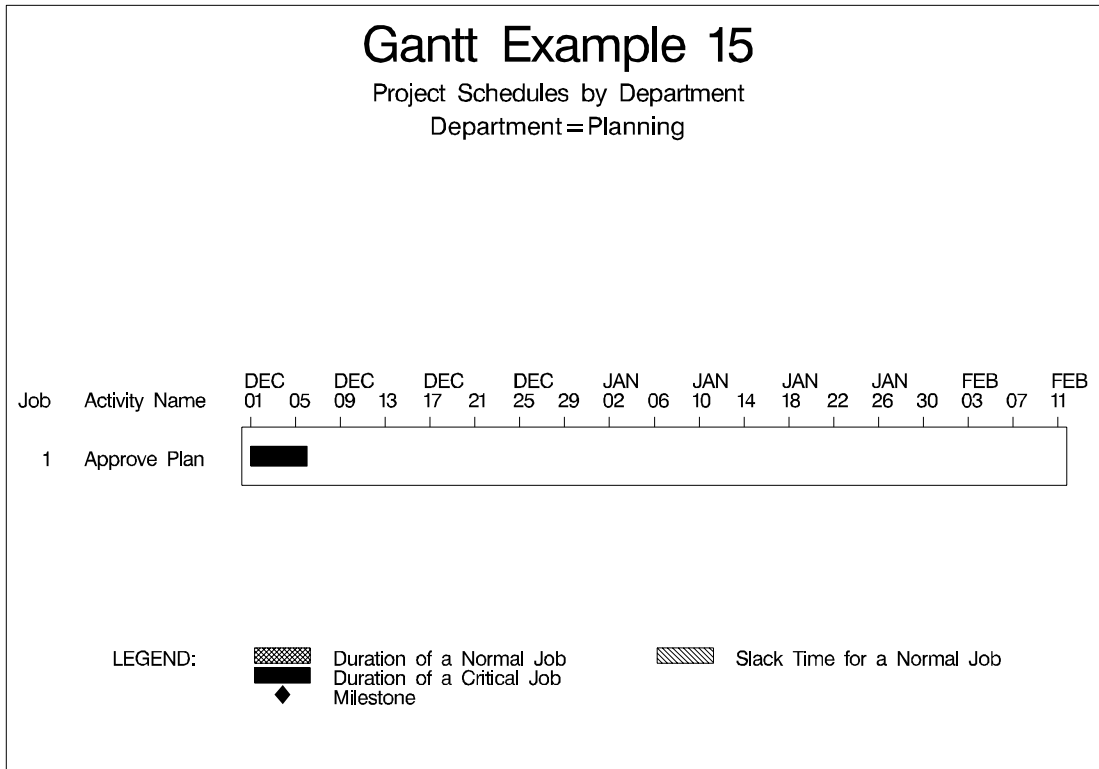 Gantt Example 15
Project Schedules by Department
Department=Planning
DEC DEC DEC DEC JAN JAN JAN JAN FEB FEB
Job Activity Name 01 05 09 13 17 21 25 29 02 06 10 14 18 22 26 30 03 07 11
1 Approve Plan
LEGEND: Duration of a Normal Job Slack Time for a Normal Job
Duration of a Critical Job
Milestone